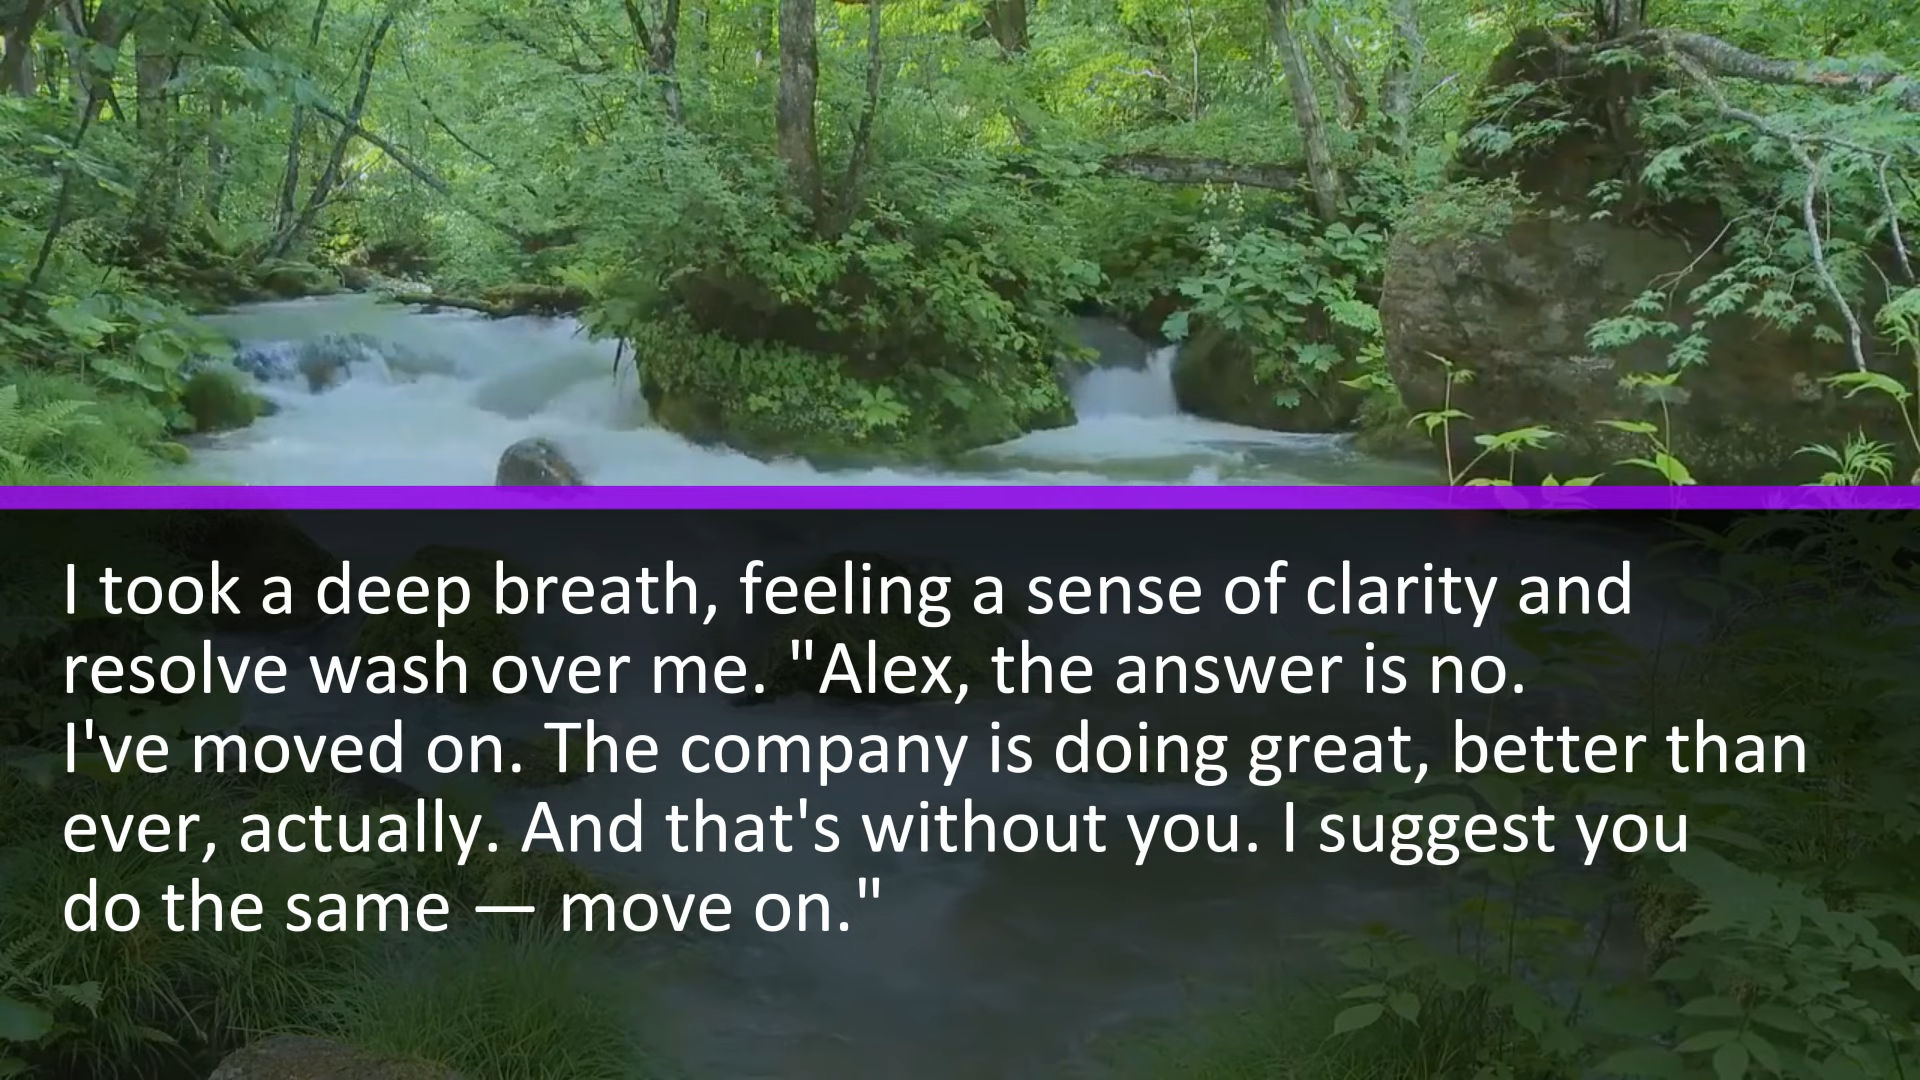 I took a deep breath, feeling a sense of clarity and
resolve wash over me. "Alex, the answer is no.
I've moved on. The company is doing great, better than
ever, actually. And that's without you. I suggest you
do the same — move on."